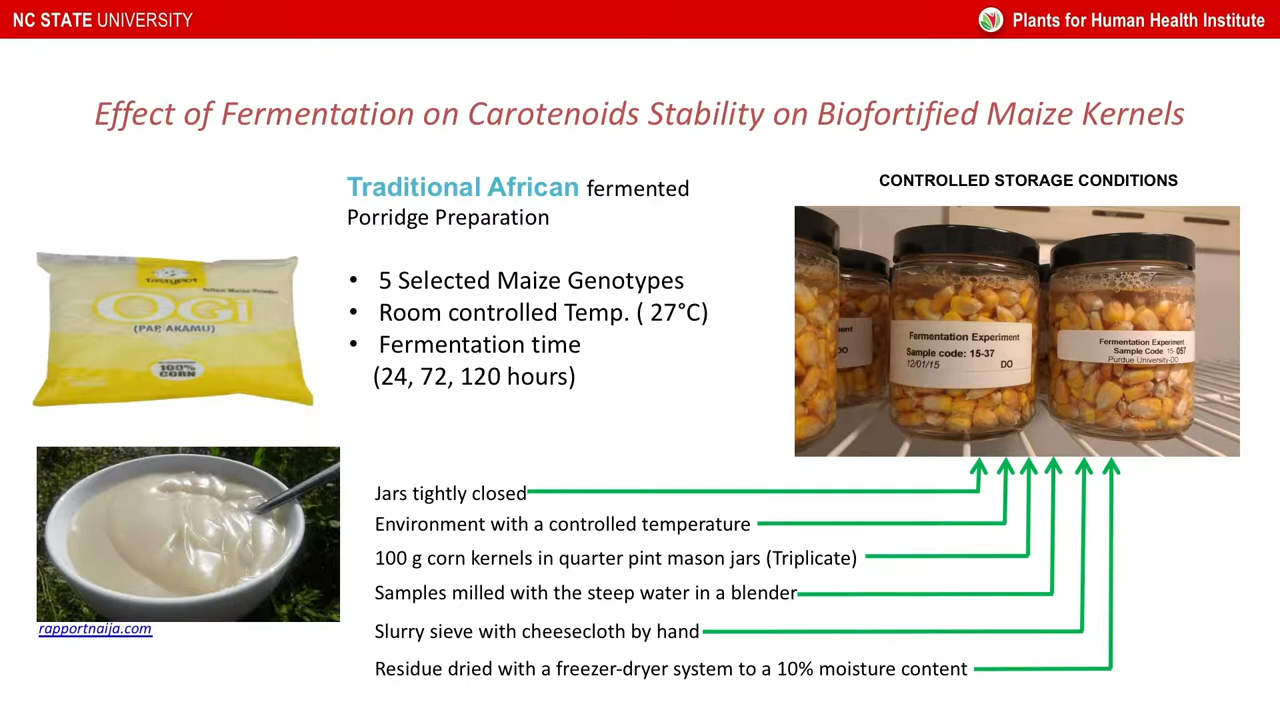 NC STATE UNIVERSITY
Plants for Human Health Institute
Effect of Fermentation on Carotenoids Stability on Biofortified Maize Kernels
Traditional African fermented
Porridge Preparation
• 5 Selected Maize Genotypes
• Room controlled Temp. ( 27°C)
• Fermentation time
(24, 72, 120 hours)
CONTROLLED STORAGE CONDITIONS
tastypot
OGI
(PAP, AKAMU)
100%
CORN
Fermentation Experiment
Sample code: 15-37
12/01/15 DO
Fermentation Experiment
Sample Code 15-057
Purdue University-DO
Jars tightly closed
Environment with a controlled temperature
100 g corn kernels in quarter pint mason jars (Triplicate)
Samples milled with the steep water in a blender
Slurry sieve with cheesecloth by hand
Residue dried with a freezer-dryer system to a 10% moisture content
rapportnaija.com